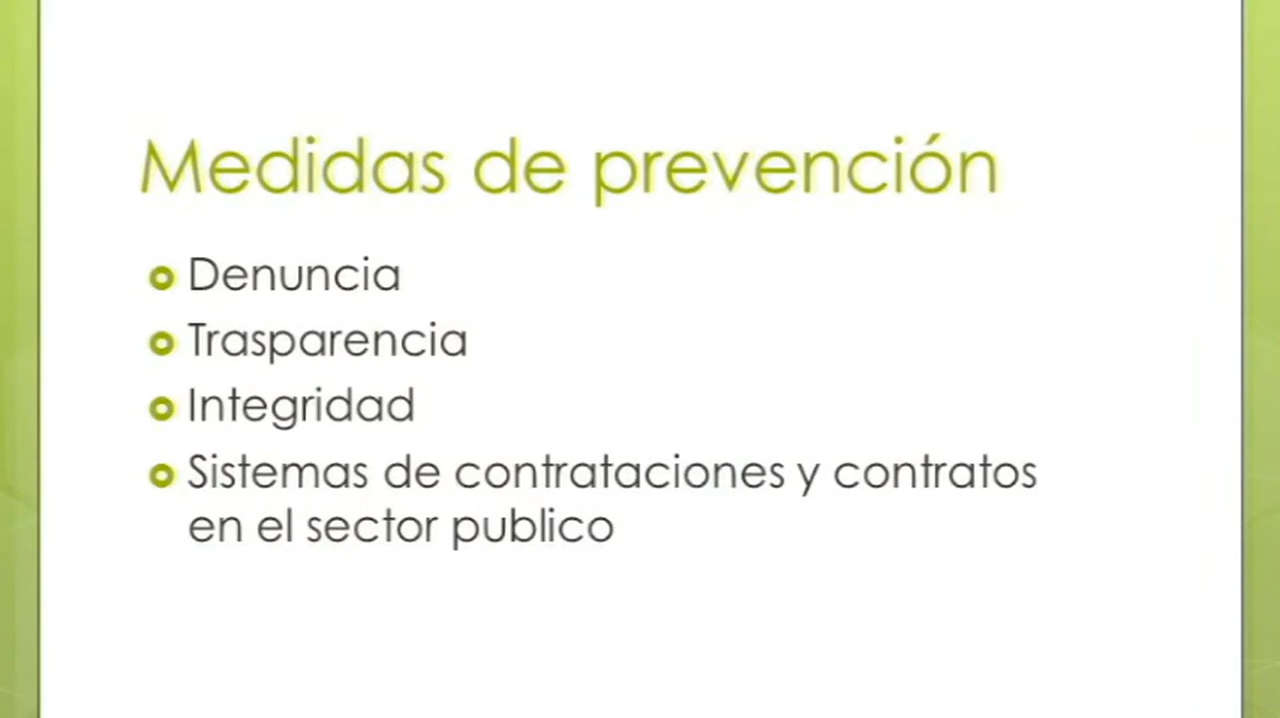 Medidas de prevención
Denuncia
Trasparencia
Integridad
Sistemas de contrataciones y contratos
en el sector publico